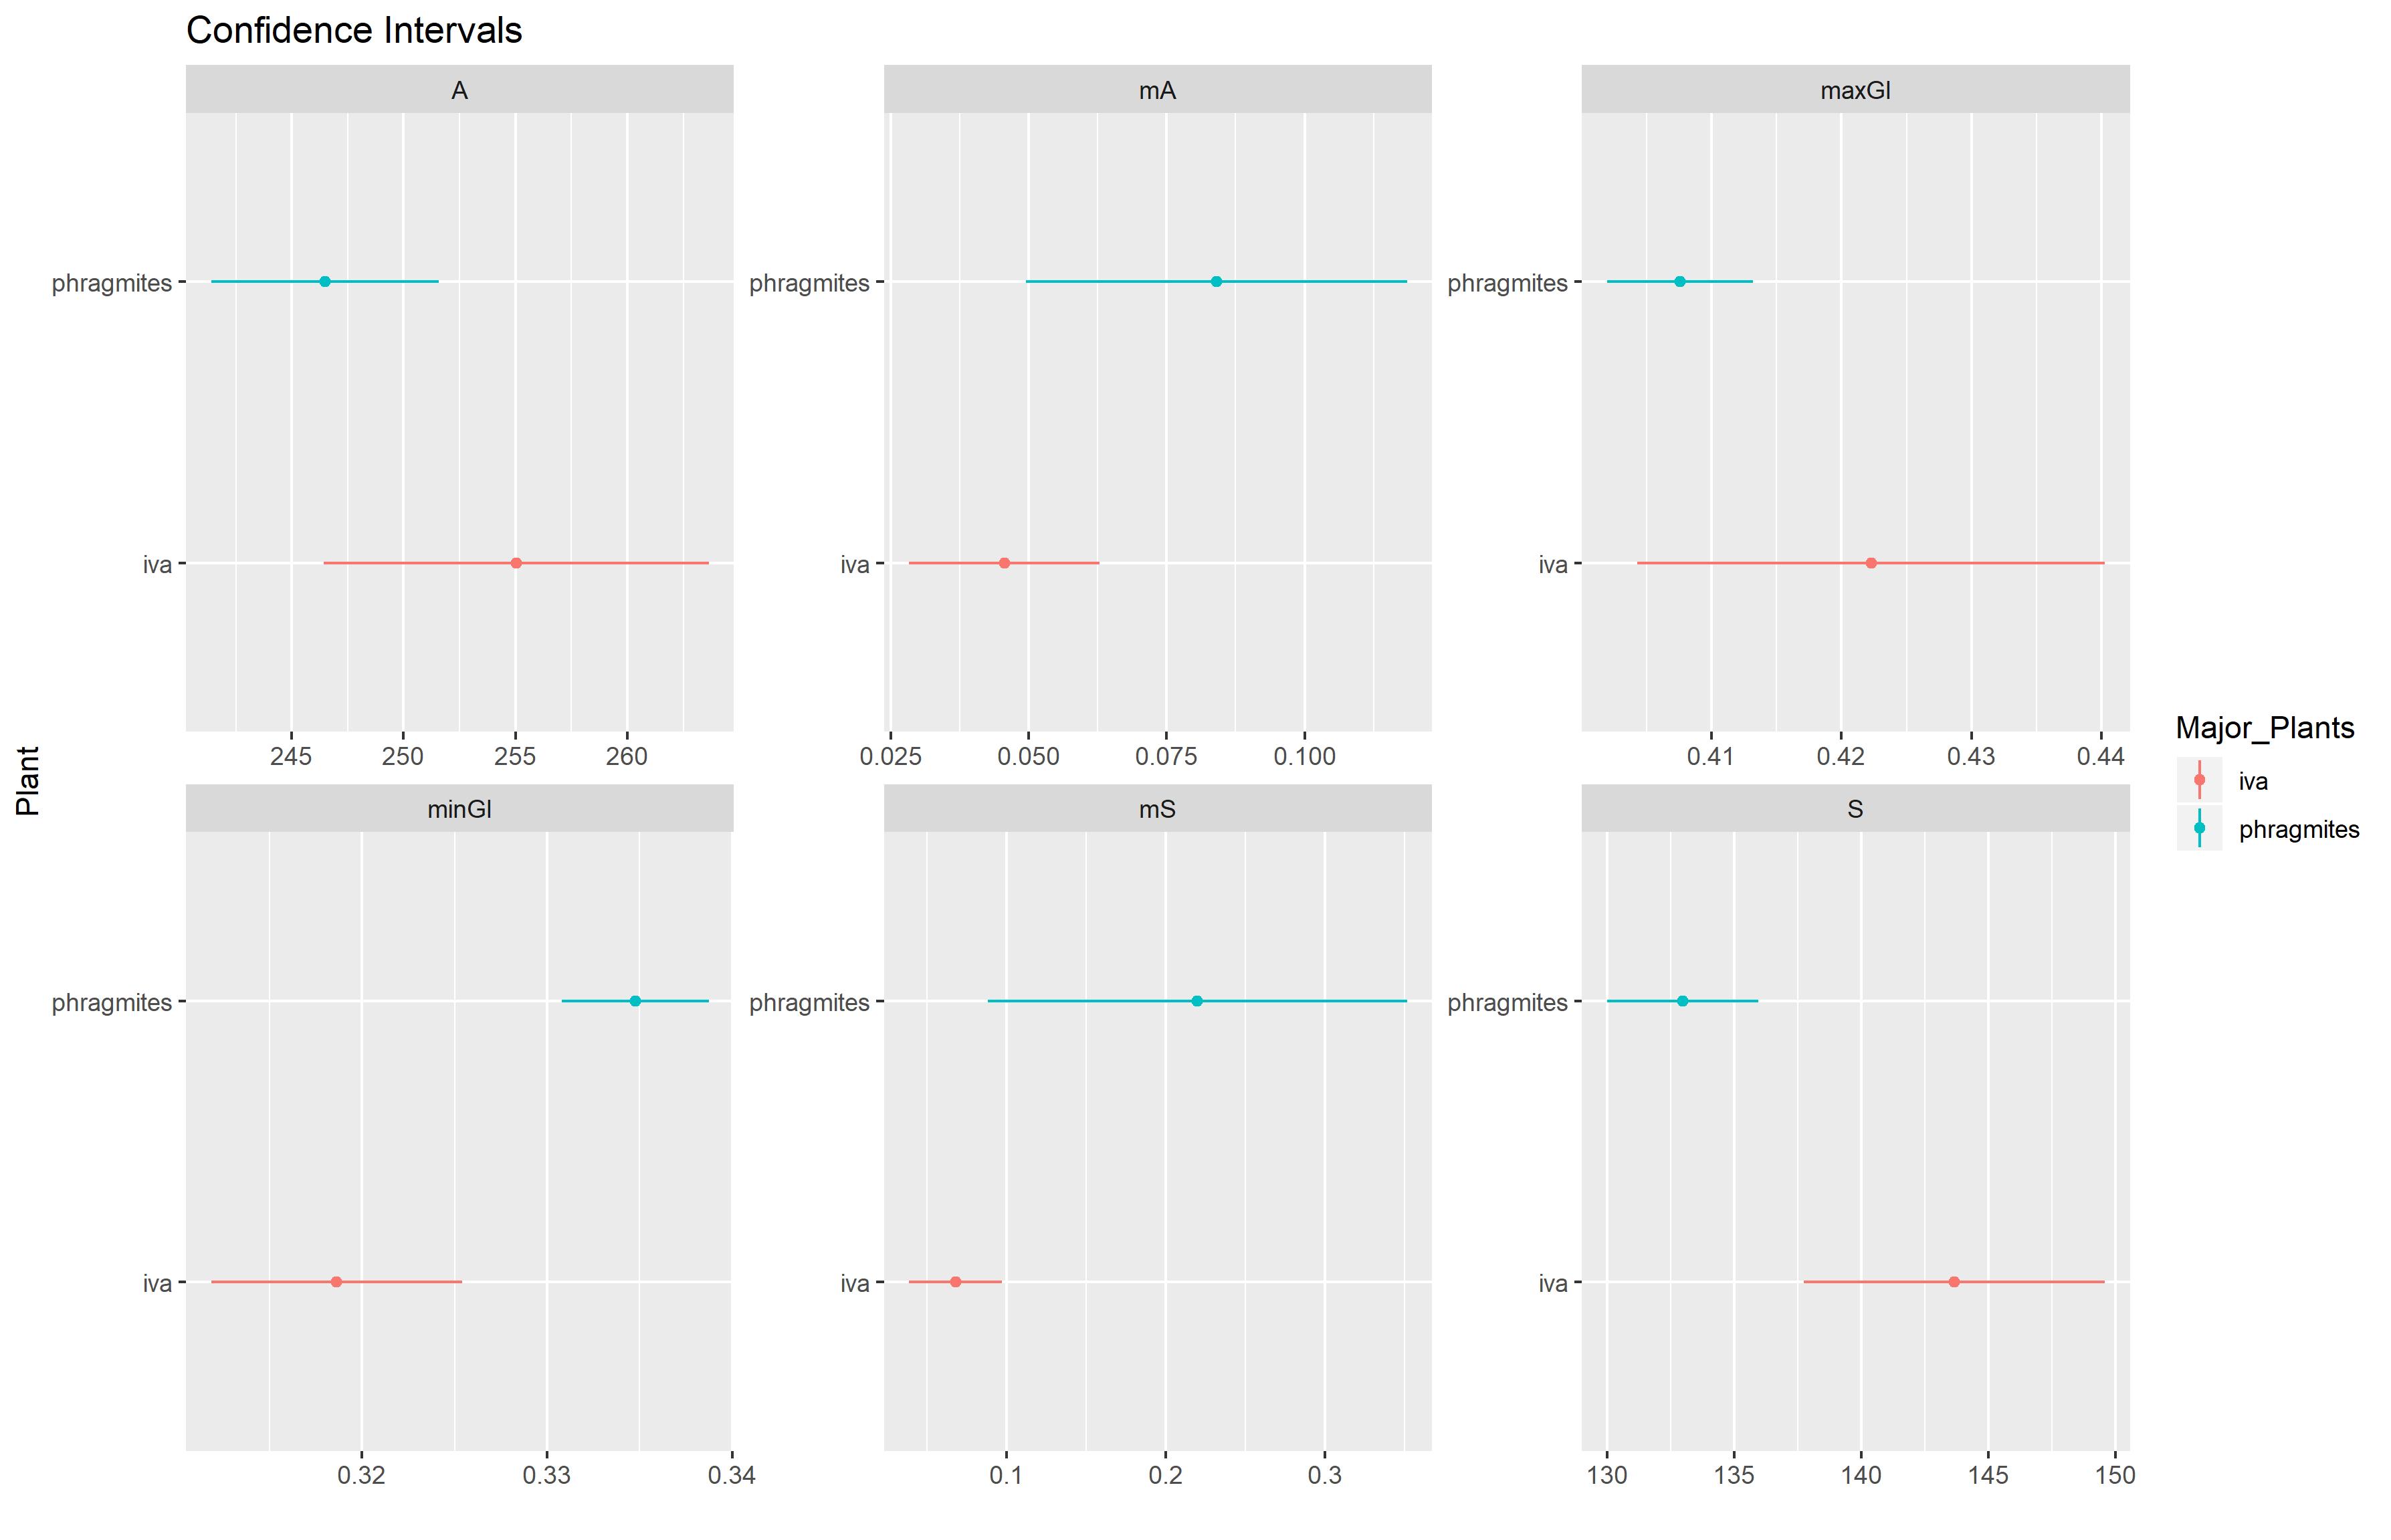 Confidence Intervals
A
mA
maxGI
phragmites
phragmites
phragmites
iva
iva
iva
245 250 255 260
0.025 0.050 0.075 0.100
0.41 0.42 0.43 0.44
Plant
Major_Plants
iva
phragmites
minGI
mS
S
phragmites
phragmites
phragmites
iva
iva
iva
0.32 0.33 0.34
0.1 0.2 0.3
130 135 140 145 150